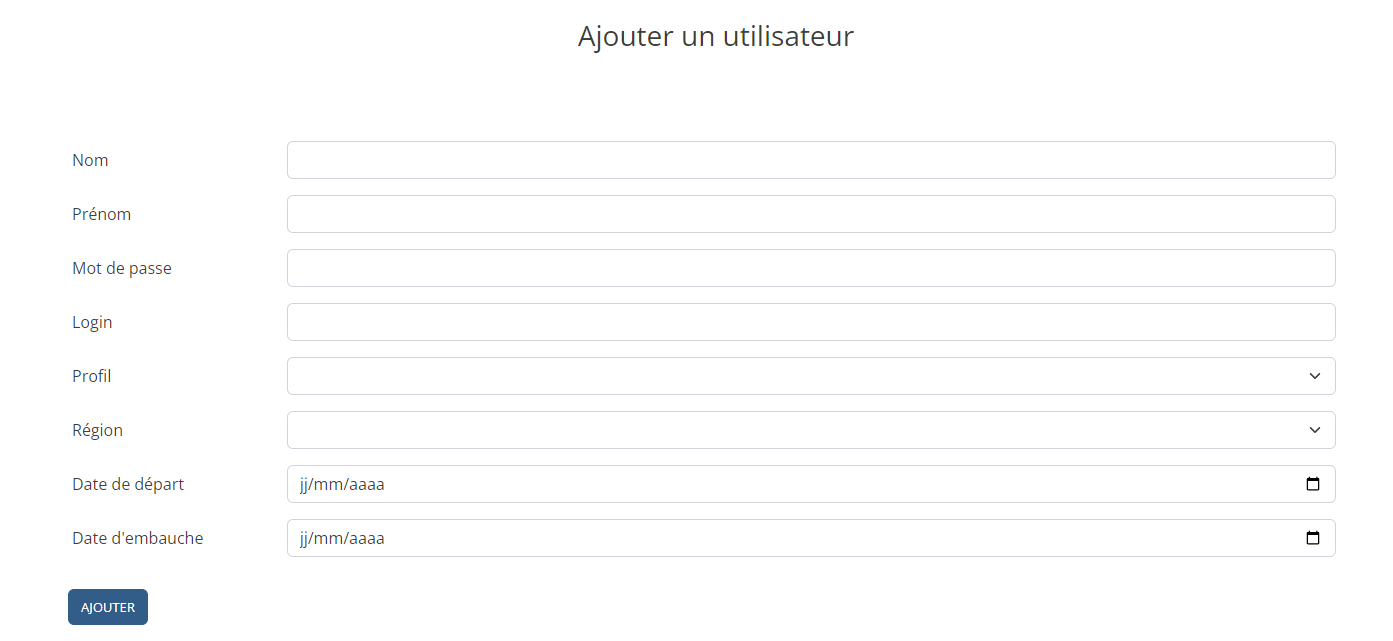 Ajouter un utilisateur
Nom
Prénom
Mot de passe
Login
Profil
Région
Date de départ
jj/mm/aaaa
Date d'embauche
jj/mm/aaaa
AJOUTER